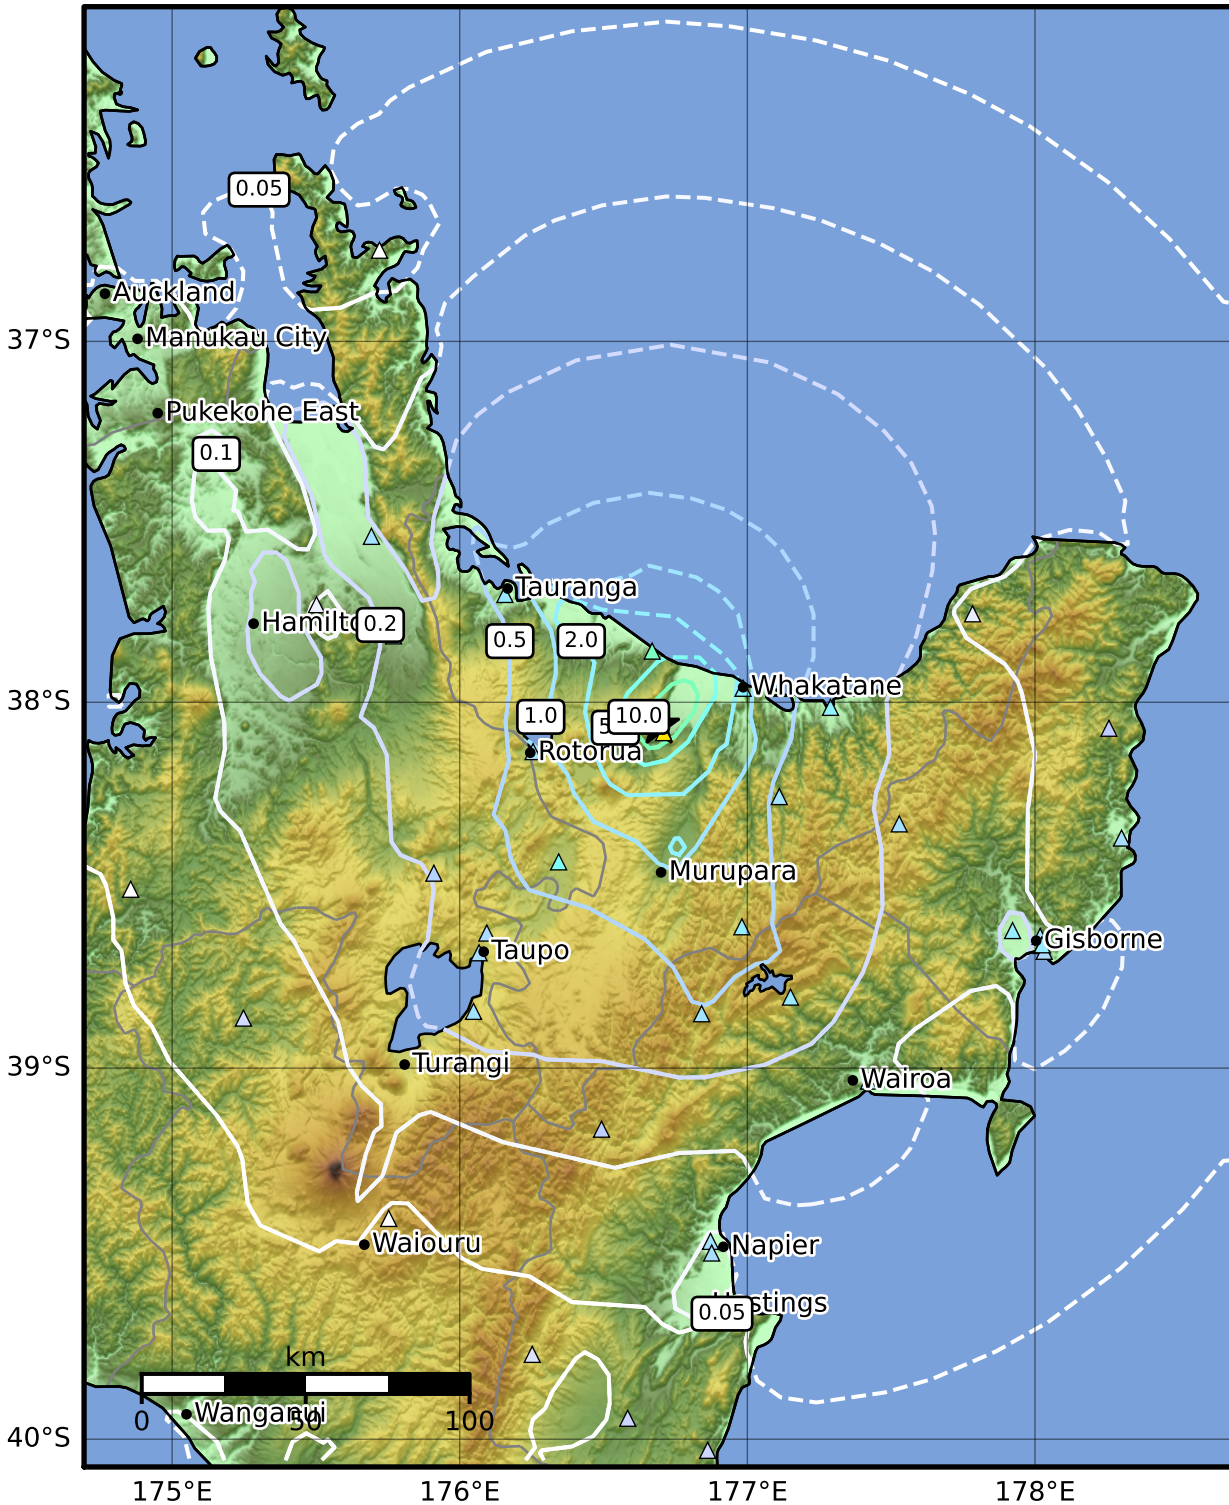 0.05
Auckland
Manukau City
37°S
Pukekohe East
0.1
Tauranga
Hamilto
0.2
0.5
2.0
Whakatane
38°S
1.0
5
10.0
Rotorua
Murupara
Gisborne
Taupo
Turangi
39°S
Wairoa
Waiouru
Napier
stings
0.05
km
0 50 100
Wanganui
40°S
175°E 176°E 177°E 178°E